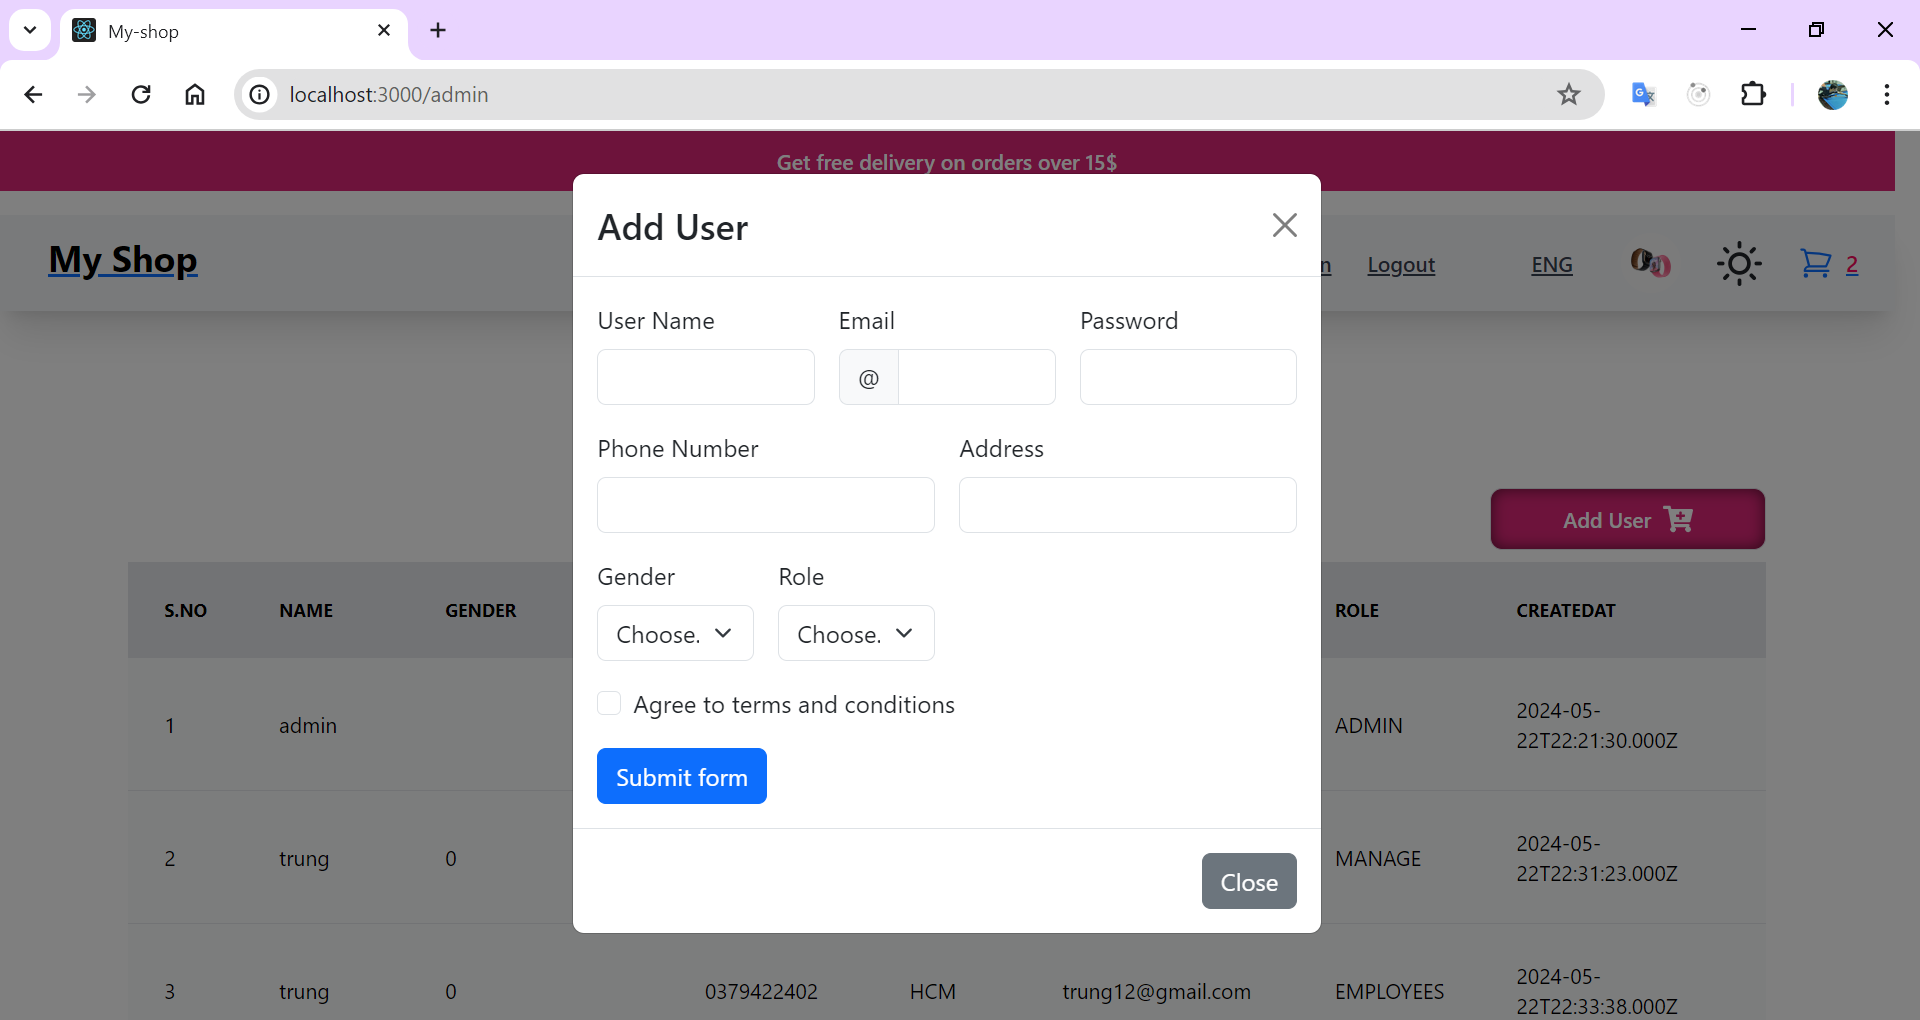 My-shop
localhost:3000/admin
Get free delivery on orders over 15$
My Shop
n
Logout
ENG
2
Add User
User Name
Email
Password
@
Phone Number
Address
Gender
Role
Choose.
Choose.
Agree to terms and conditions
Submit form
Close
Add User
S.NO NAME GENDER ROLE CREATEDAT
1 admin ADMIN 2024-05-
22T22:21:30.000Z
2 trung 0 MANAGE 2024-05-
22T22:31:23.000Z
3 trung 0 0379422402 HCM trung12@gmail.com EMPLOYEES 2024-05-
22T22:33:38.000Z